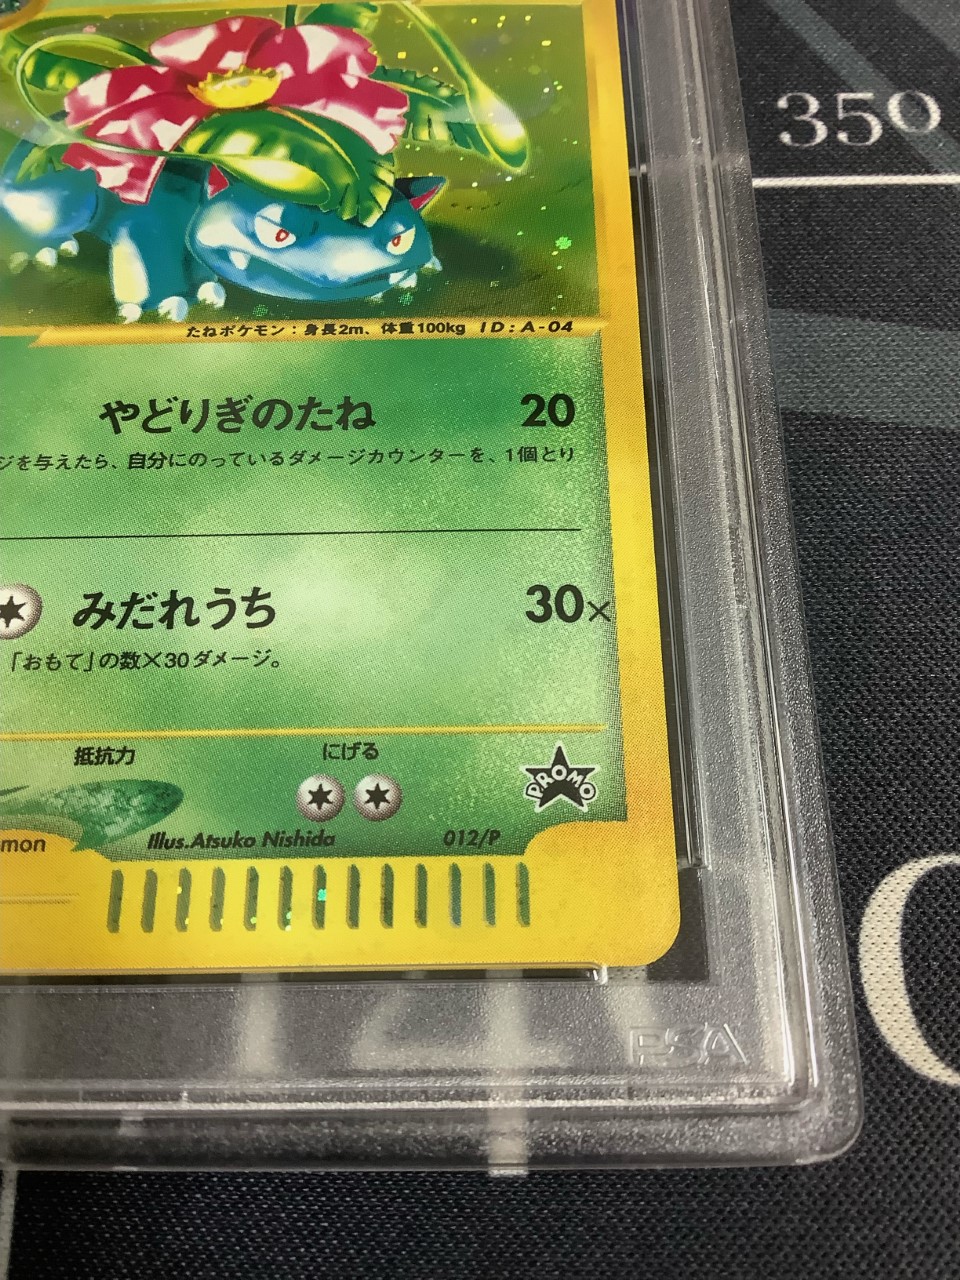 350
たねポケモン：身長2m、体重100kg ID:A-04
やどりぎのたね 20
ジを与えたら、自分にのっているダメージカウンターを、1個とり
みだれうち 30×
「おもて」の数×30ダメージ。
抵抗力 にげる
PROMO
mon Illus.Atsuko Nishida 012/P
PSA